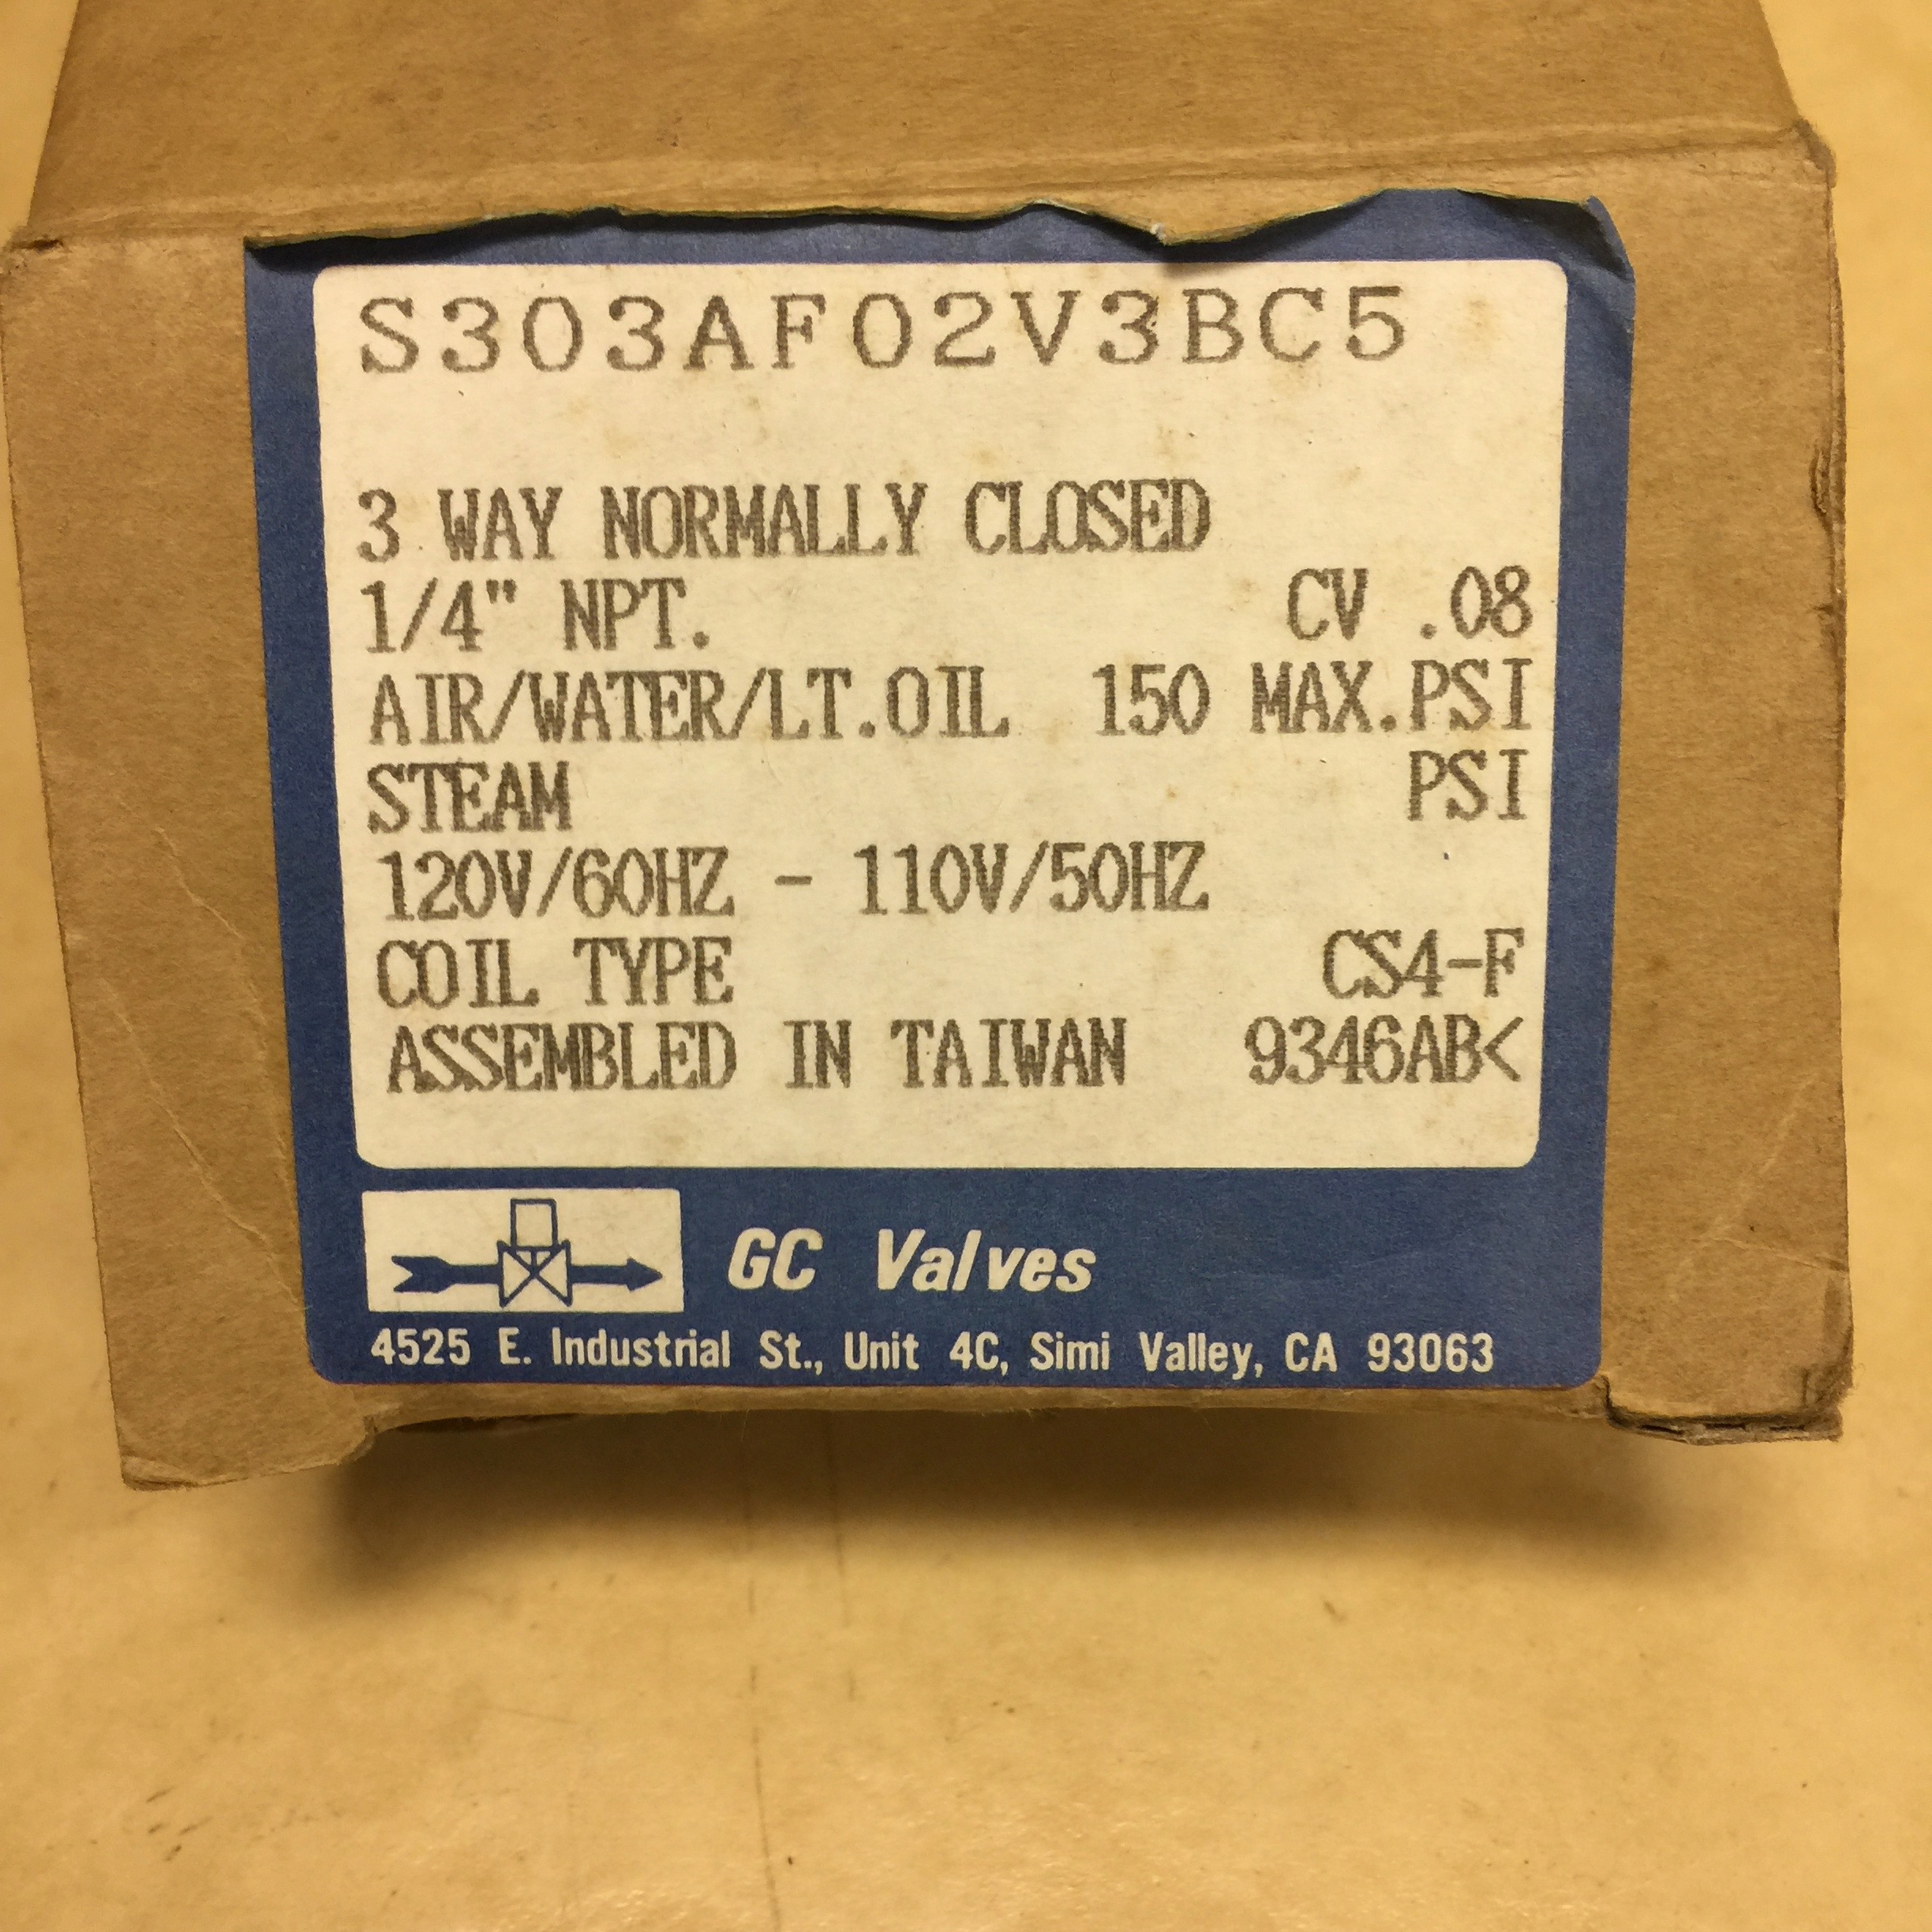 S303AF02V3BC5
3 WAY NORMALLY CLOSED
1/4" NPT. CV .08
AIR/WATER/LT.OIL 150 MAX.PSI
STEAM PSI
120V/60HZ - 110V/50HZ
COIL TYPE CS4-F
ASSEMBLED IN TAIWAN 9346AB<
GC Valves
4525 E. Industrial St., Unit 4C, Simi Valley, CA 93063